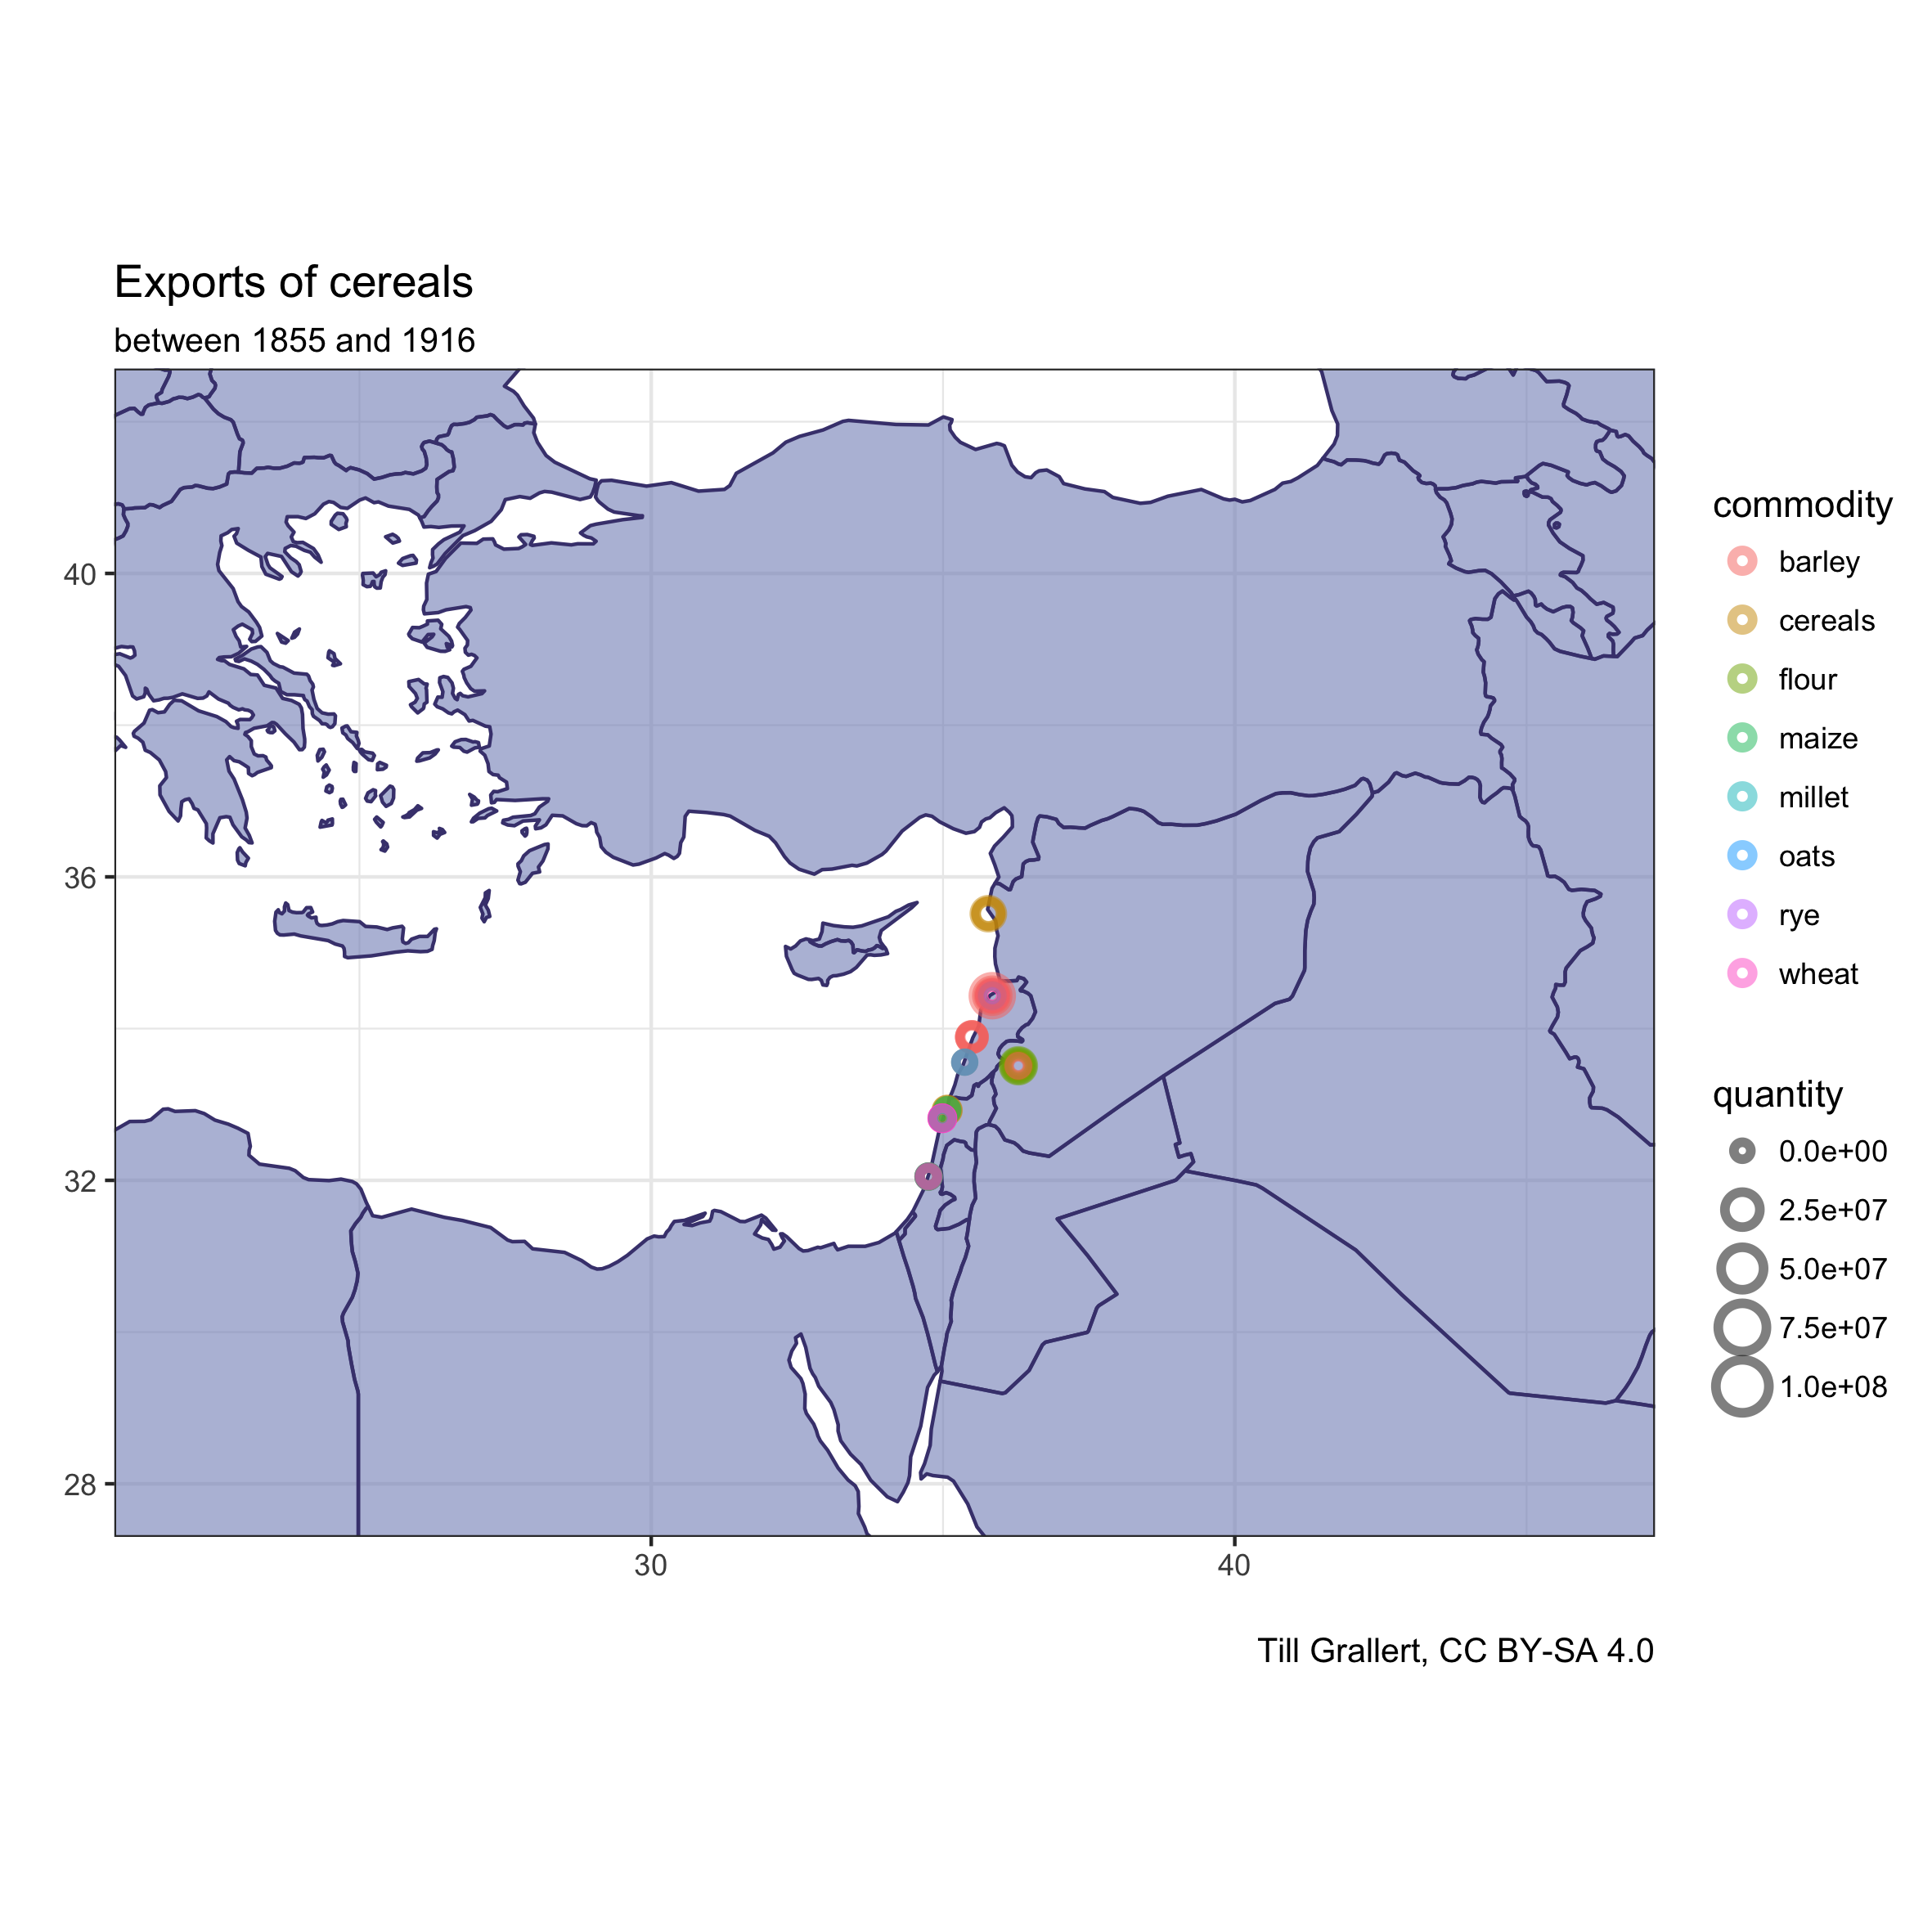 Exports of cereals
between 1855 and 1916
40
36
32
28
30
40
commodity
barley
cereals
flour
maize
millet
oats
rye
wheat
quantity
0.0e+00
2.5e+07
5.0e+07
7.5e+07
1.0e+08
Till Grallert, CC BY-SA 4.0